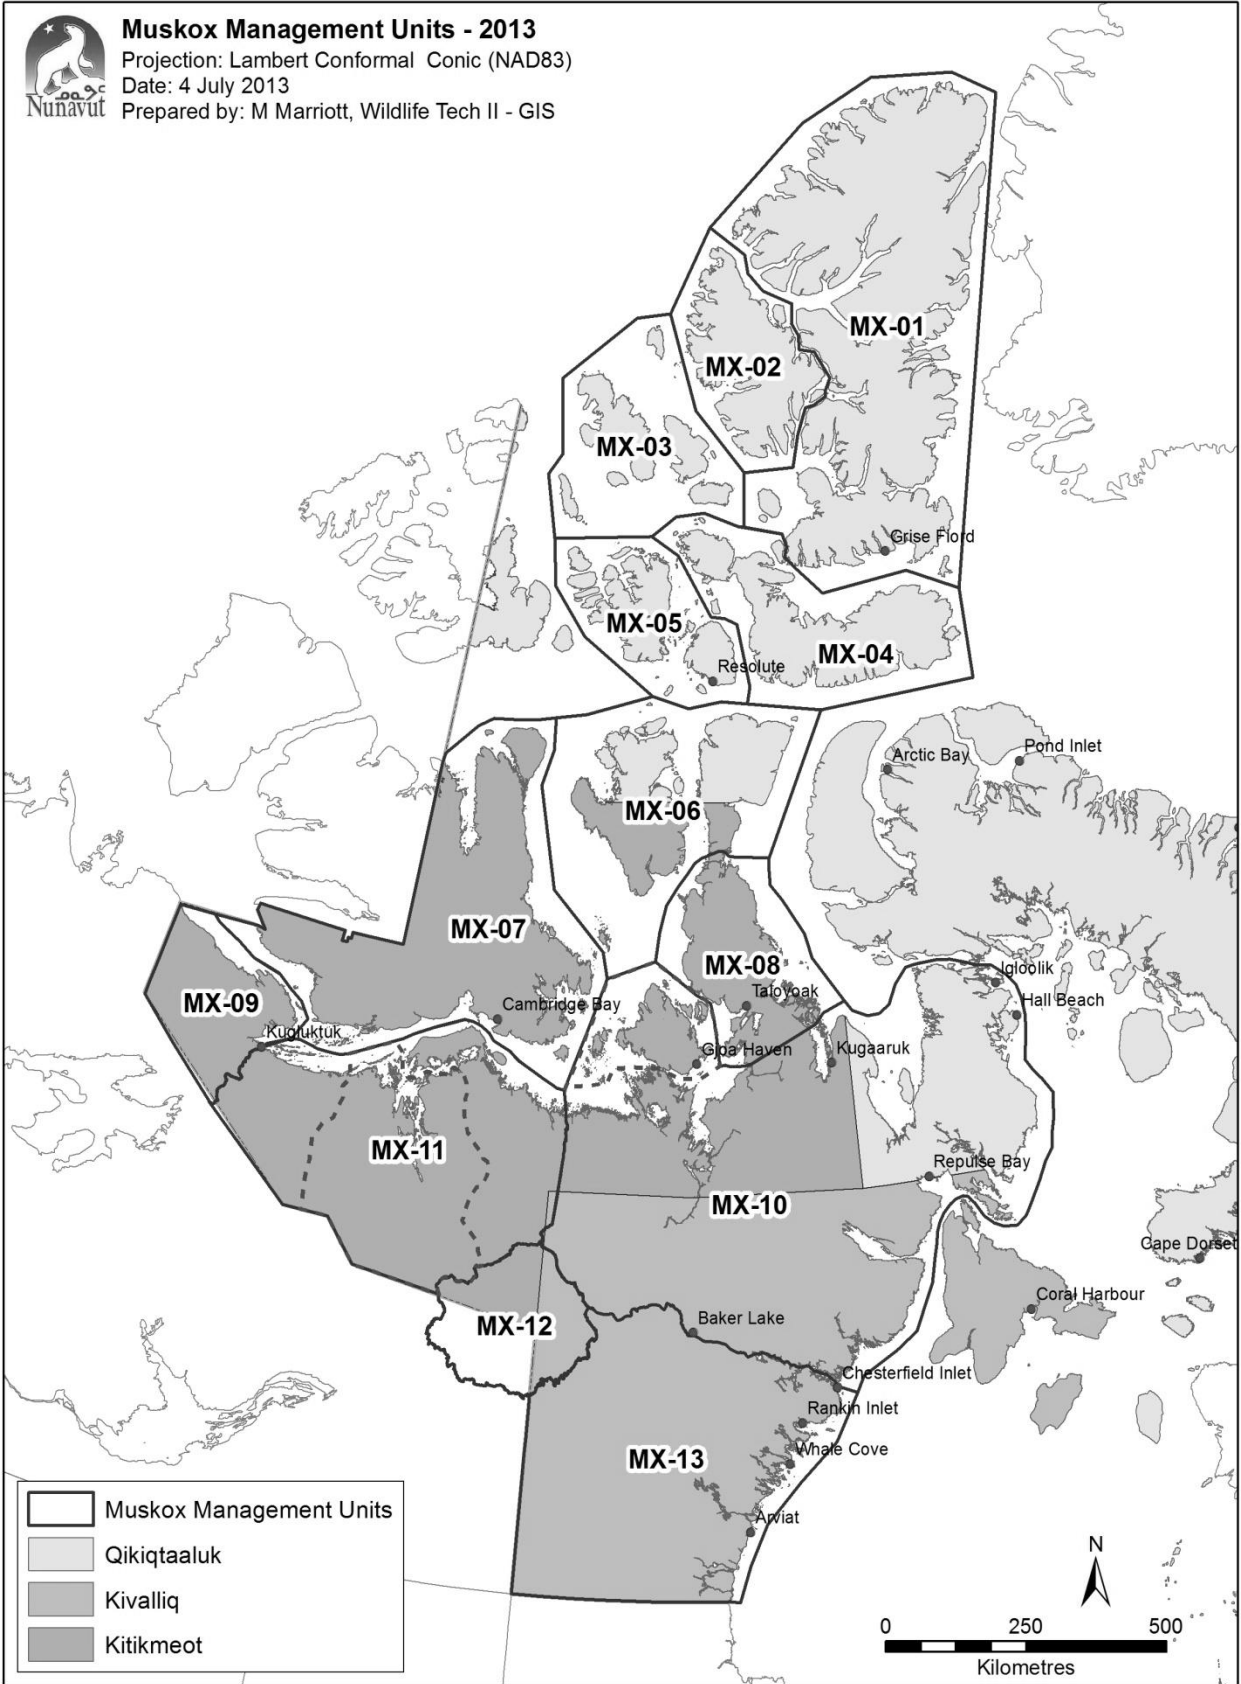 Muskox Management Units - 2013
Projection: Lambert Conformal Conic (NAD83)
Date: 4 July 2013
Prepared by: M Marriott, Wildlife Tech II - GIS
ᓄᓇᕗᑦ
Nunavut
MX-01
MX-02
MX-03
Grise Fiord
MX-05
MX-04
Resolute
Arctic Bay
Pond Inlet
MX-06
MX-07
MX-08
Igloolik
MX-09
Taloyoak
Hall Beach
Cambridge Bay
Kugluktuk
Gjoa Haven
Kugaaruk
MX-11
Repulse Bay
MX-10
Cape Dorset
Coral Harbour
MX-12
Baker Lake
Chesterfield Inlet
Rankin Inlet
MX-13
Whale Cove
Arviat
Muskox Management Units
Qikiqtaaluk
Kivalliq
Kitikmeot
N
0 250 500
Kilometres